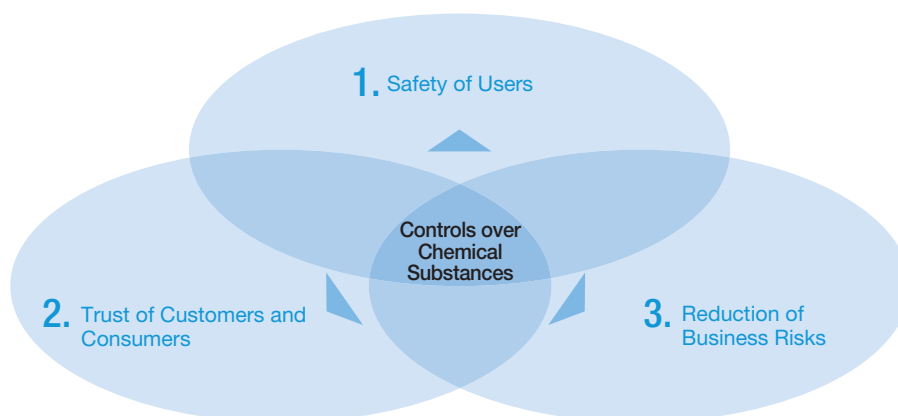 1. Safety of Users
Controls over
Chemical
Substances
2. Trust of Customers and
Consumers
3. Reduction of
Business Risks